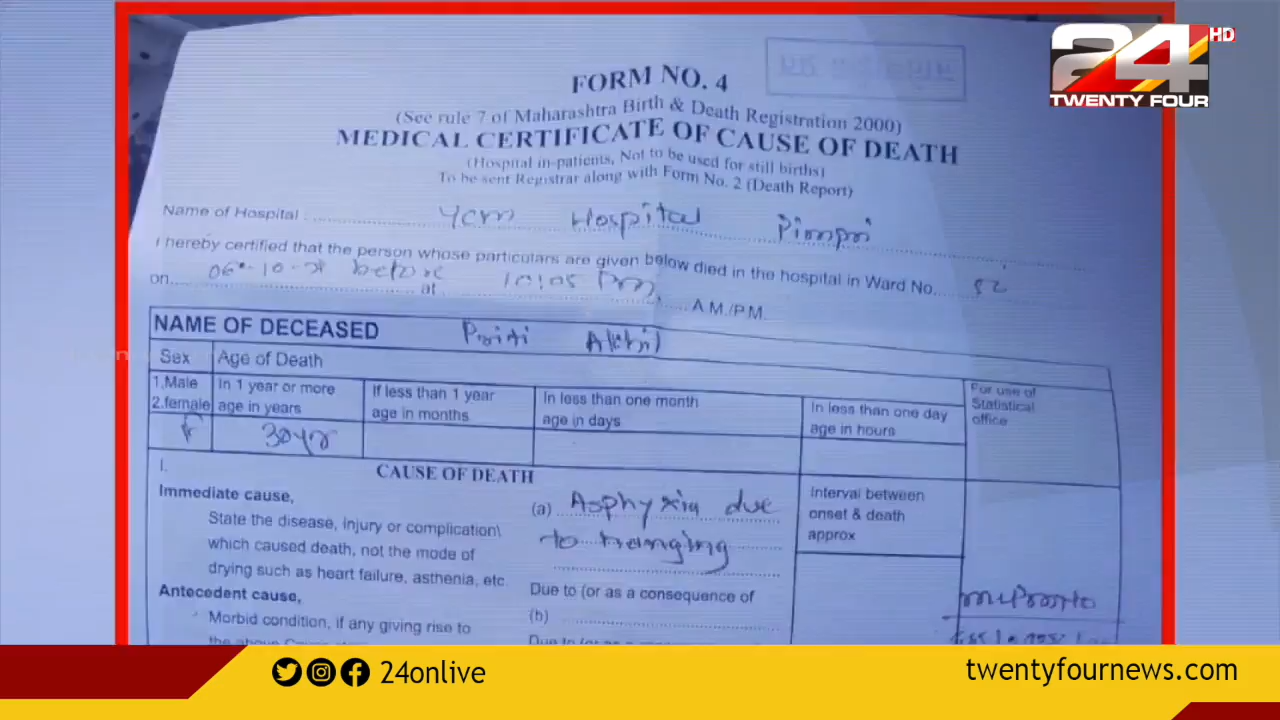 24 HD
TWENTY FOUR
FORM NO. 4
(See rule 7 of Maharashtra Birth & Death Registration 2000)
MEDICAL CERTIFICATE OF CAUSE OF DEATH
(Hospital in-patients, Not to be used for still births)
To be sent Registrar along with Form No. 2 (Death Report)
Name of Hospital Ycm Hospital Pimpri
I hereby certified that the person whose particulars are given below died in the hospital in Ward No. 52
on before at 10:05 Pm A.M./P.M.
NAME OF DECEASED Priti Akhil
Sex Age of Death
1.Male In 1 year or more If less than 1 year In less than one month In less than one day For use of
2.female age in years age in months age in days age in hours Statistical
office
F 30yr
I. CAUSE OF DEATH
Immediate cause, (a) Asphyxia due Interval between
State the disease, injury or complication\ to hanging onset & death
which caused death, not the mode of approx
drying such as heart failure, asthenia, etc. Due to (or as a consequence of
Antecedent cause, (b)
Morbid condition, if any giving rise to
24onlive
twentyfournews.com